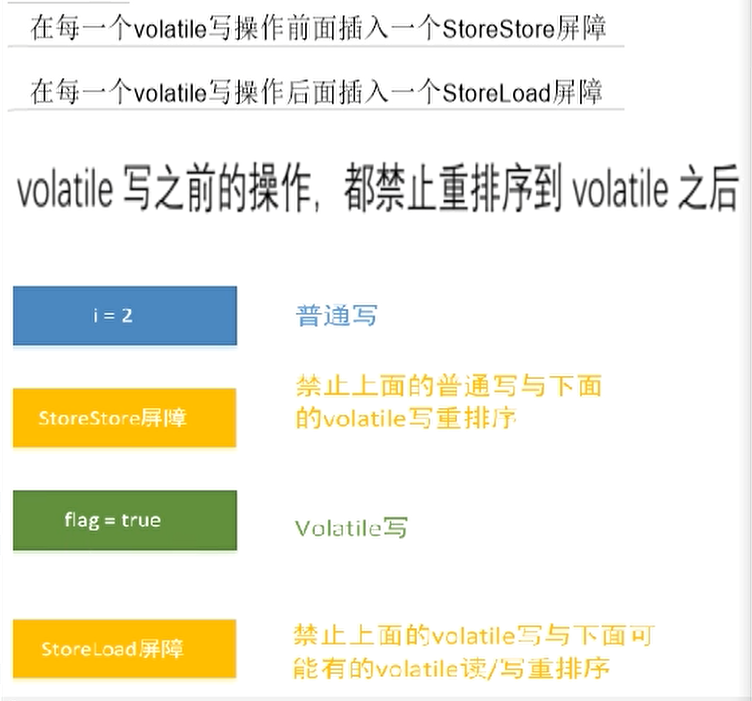 在每一个volatile写操作前面插入一个StoreStore屏障
在每一个volatile写操作后面插入一个StoreLoad屏障
volatile 写之前的操作，都禁止重排序到 volatile 之后
i = 2
普通写
StoreStore屏障
禁止上面的普通写与下面
的volatile写重排序
flag = true
Volatile写
StoreLoad屏障
禁止上面的volatile写与下面可
能有的volatile读/写重排序